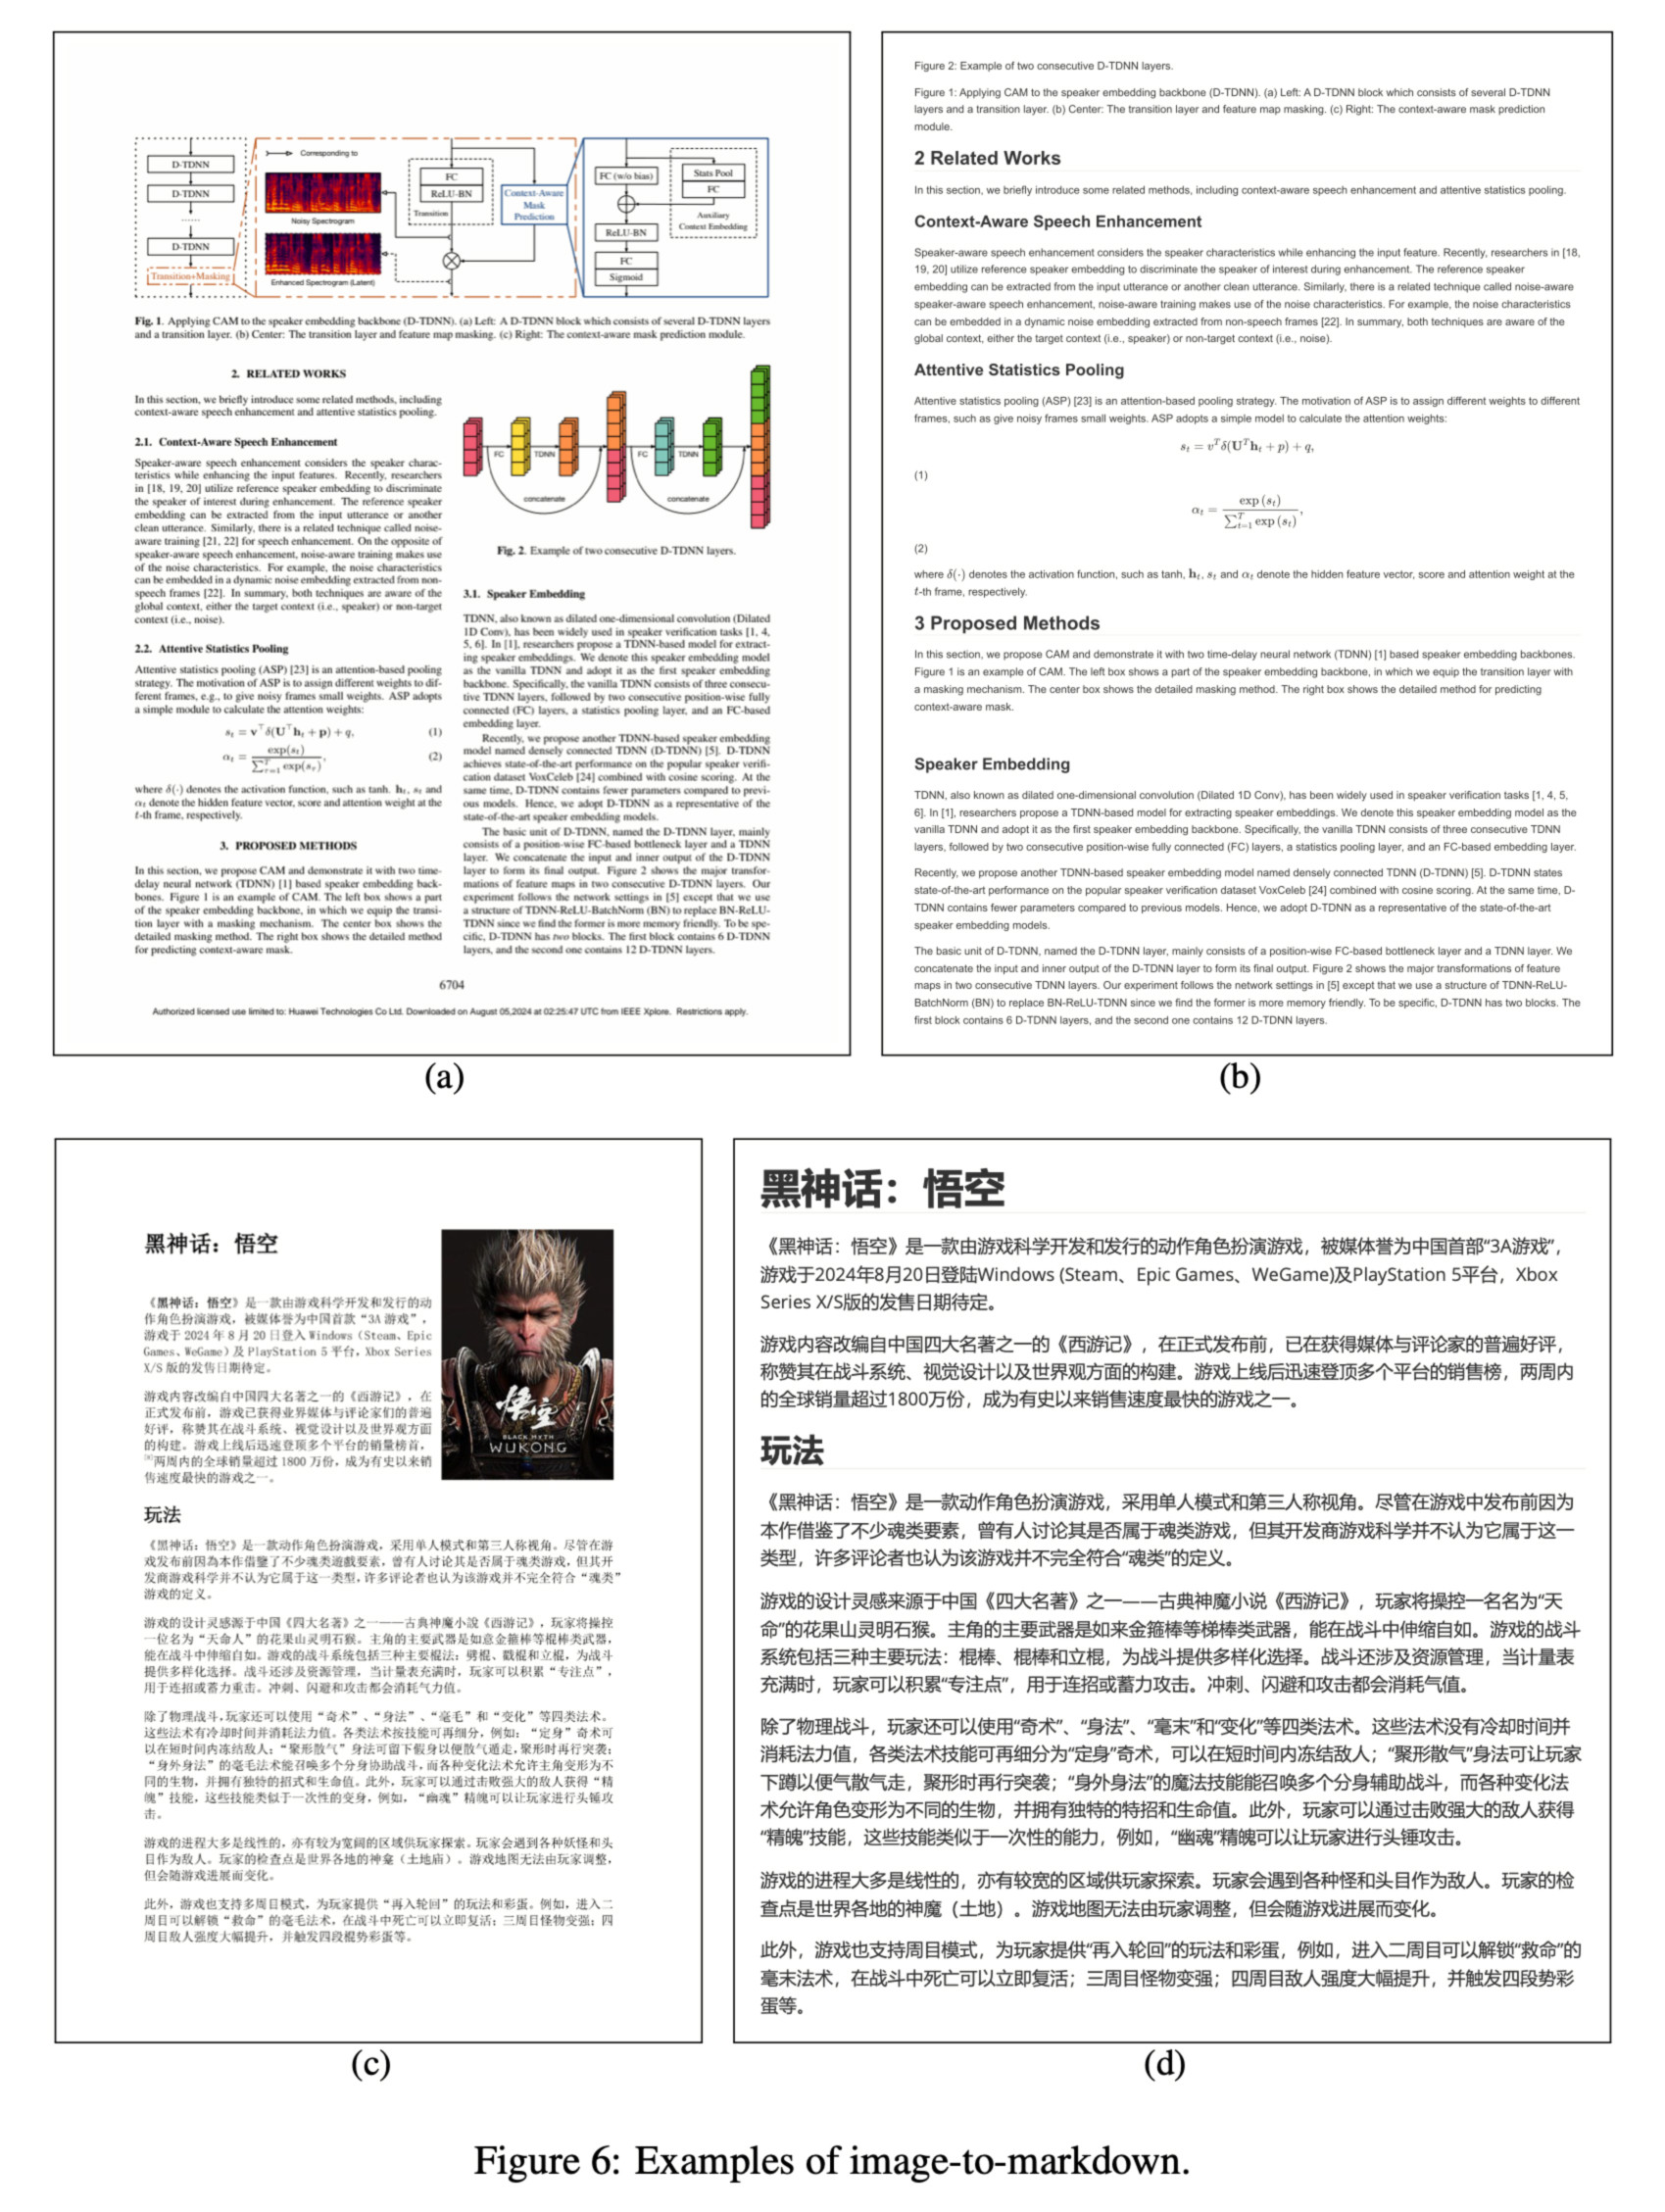 D-TDNN
D-TDNN
......
D-TDNN
Transition+Masking
Corresponding to
Noisy Spectrogram
Enhanced Spectrogram (Latent)
FC
ReLU-BN
Transition
Context-Aware
Mask
Prediction
FC (w/o bias)
ReLU-BN
FC
Sigmoid
Stats Pool
FC
Auxiliary
Context Embedding
Fig. 1. Applying CAM to the speaker embedding backbone (D-TDNN). (a) Left: A D-TDNN block which consists of several D-TDNN layers
and a transition layer. (b) Center: The transition layer and feature map masking. (c) Right: The context-aware mask prediction module.
2. RELATED WORKS
In this section, we briefly introduce some related methods, including
context-aware speech enhancement and attentive statistics pooling.
2.1. Context-Aware Speech Enhancement
Speaker-aware speech enhancement considers the speaker charac-
teristics while enhancing the input features. Recently, researchers
in [18, 19, 20] utilize reference speaker embedding to discriminate
the speaker of interest during enhancement. The reference speaker
embedding can be extracted from the input utterance or another
clean utterance. Similarly, there is a related technique called noise-
aware training [21, 22] for speech enhancement. On the opposite of
speaker-aware speech enhancement, noise-aware training makes use
of the noise characteristics. For example, the noise characteristics
can be embedded in a dynamic noise embedding extracted from non-
speech frames [22]. In summary, both techniques are aware of the
global context, either the target context (i.e., speaker) or non-target
context (i.e., noise).
2.2. Attentive Statistics Pooling
Attentive statistics pooling (ASP) [23] is an attention-based pooling
strategy. The motivation of ASP is to assign different weights to dif-
ferent frames, e.g., to give noisy frames small weights. ASP adopts
a simple module to calculate the attention weights:
s_t = v^⊤ δ(U^⊤ h_t + p) + q, (1)
α_t = exp(s_t) / ∑_{τ=1}^T exp(s_τ), (2)
where δ(·) denotes the activation function, such as tanh. h_t, s_t and
α_t denote the hidden feature vector, score and attention weight at the
t-th frame, respectively.
3. PROPOSED METHODS
In this section, we propose CAM and demonstrate it with two time-
delay neural network (TDNN) [1] based speaker embedding back-
bones. Figure 1 is an example of CAM. The left box shows a part
of the speaker embedding backbone, in which we equip the transi-
tion layer with a masking mechanism. The center box shows the
detailed masking method. The right box shows the detailed method
for predicting context-aware mask.
FC
TDNN
concatenate
FC
TDNN
concatenate
Fig. 2. Example of two consecutive D-TDNN layers.
3.1. Speaker Embedding
TDNN, also known as dilated one-dimensional convolution (Dilated
1D Conv), has been widely used in speaker verification tasks [1, 4,
5, 6]. In [1], researchers propose a TDNN-based model for extract-
ing speaker embeddings. We denote this speaker embedding model
as the vanilla TDNN and adopt it as the first speaker embedding
backbone. Specifically, the vanilla TDNN consists of three consecu-
tive TDNN layers, followed by two consecutive position-wise fully
connected (FC) layers, a statistics pooling layer, and an FC-based
embedding layer.
Recently, we propose another TDNN-based speaker embedding
model named densely connected TDNN (D-TDNN) [5]. D-TDNN
achieves state-of-the-art performance on the popular speaker verifi-
cation dataset VoxCeleb [24] combined with cosine scoring. At the
same time, D-TDNN contains fewer parameters compared to previ-
ous models. Hence, we adopt D-TDNN as a representative of the
state-of-the-art speaker embedding models.
The basic unit of D-TDNN, named the D-TDNN layer, mainly
consists of a position-wise FC-based bottleneck layer and a TDNN
layer. We concatenate the input and inner output of the D-TDNN
layer to form its final output. Figure 2 shows the major transfor-
mations of feature maps in two consecutive D-TDNN layers. Our
experiment follows the network settings in [5] except that we use
a structure of TDNN-ReLU-BatchNorm (BN) to replace BN-ReLU-
TDNN since we find the former is more memory friendly. To be spe-
cific, D-TDNN has two blocks. The first block contains 6 D-TDNN
layers, and the second one contains 12 D-TDNN layers.
6704
Authorized licensed use limited to: Huawei Technologies Co Ltd. Downloaded on August 05,2024 at 02:25:47 UTC from IEEE Xplore. Restrictions apply.
(a)
Figure 2: Example of two consecutive D-TDNN layers.
Figure 1: Applying CAM to the speaker embedding backbone (D-TDNN). (a) Left: A D-TDNN block which consists of several D-TDNN
layers and a transition layer. (b) Center: The transition layer and feature map masking. (c) Right: The context-aware mask prediction
module.
2 Related Works
In this section, we briefly introduce some related methods, including context-aware speech enhancement and attentive statistics pooling.
Context-Aware Speech Enhancement
Speaker-aware speech enhancement considers the speaker characteristics while enhancing the input feature. Recently, researchers in [18,
19, 20] utilize reference speaker embedding to discriminate the speaker of interest during enhancement. The reference speaker
embedding can be extracted from the input utterance or another clean utterance. Similarly, there is a related technique called noise-aware
speaker-aware speech enhancement, noise-aware training makes use of the noise characteristics. For example, the noise characteristics
can be embedded in a dynamic noise embedding extracted from non-speech frames [22]. In summary, both techniques are aware of the
global context, either the target context (i.e., speaker) or non-target context (i.e., noise).
Attentive Statistics Pooling
Attentive statistics pooling (ASP) [23] is an attention-based pooling strategy. The motivation of ASP is to assign different weights to different
frames, such as give noisy frames small weights. ASP adopts a simple model to calculate the attention weights:
s_t = v^T δ(U^T h_t + p) + q,
(1)
α_t = exp (s_t) / ∑_{t=1}^T exp (s_t),
(2)
where δ(·) denotes the activation function, such as tanh, h_t, s_t and α_t denote the hidden feature vector, score and attention weight at the
t-th frame, respectively.
3 Proposed Methods
In this section, we propose CAM and demonstrate it with two time-delay neural network (TDNN) [1] based speaker embedding backbones.
Figure 1 is an example of CAM. The left box shows a part of the speaker embedding backbone, in which we equip the transition layer with
a masking mechanism. The center box shows the detailed masking method. The right box shows the detailed method for predicting
context-aware mask.
Speaker Embedding
TDNN, also known as dilated one-dimensional convolution (Dilated 1D Conv), has been widely used in speaker verification tasks [1, 4, 5,
6]. In [1], researchers propose a TDNN-based model for extracting speaker embeddings. We denote this speaker embedding model as the
vanilla TDNN and adopt it as the first speaker embedding backbone. Specifically, the vanilla TDNN consists of three consecutive TDNN
layers, followed by two consecutive position-wise fully connected (FC) layers, a statistics pooling layer, and an FC-based embedding layer.
Recently, we propose another TDNN-based speaker embedding model named densely connected TDNN (D-TDNN) [5]. D-TDNN states
state-of-the-art performance on the popular speaker verification dataset VoxCeleb [24] combined with cosine scoring. At the same time, D-
TDNN contains fewer parameters compared to previous models. Hence, we adopt D-TDNN as a representative of the state-of-the-art
speaker embedding models.
The basic unit of D-TDNN, named the D-TDNN layer, mainly consists of a position-wise FC-based bottleneck layer and a TDNN layer. We
concatenate the input and inner output of the D-TDNN layer to form its final output. Figure 2 shows the major transformations of feature
maps in two consecutive TDNN layers. Our experiment follows the network settings in [5] except that we use a structure of TDNN-ReLU-
BatchNorm (BN) to replace BN-ReLU-TDNN since we find the former is more memory friendly. To be specific, D-TDNN has two blocks. The
first block contains 6 D-TDNN layers, and the second one contains 12 D-TDNN layers.
(b)
黑神话：悟空
《黑神话：悟空》是一款由游戏科学开发和发行的动
作角色扮演游戏，被媒体誉为中国首款“3A 游戏”，
游戏于 2024 年 8 月 20 日登入 Windows（Steam、Epic
Games、WeGame）及 PlayStation 5 平台，Xbox Series
X/S 版的发售日期待定。
游戏内容改编自中国四大名著之一的《西游记》，在
正式发布前，游戏已获得业界媒体与评论家们的普遍
好评，称赞其在战斗系统、视觉设计以及世界观方面
的构建。游戏上线后迅速登顶多个平台的销量榜首，
两周内的全球销量超过 1800 万份，成为有史以来销
售速度最快的游戏之一。
悟空
BLACK MYTH
WUKONG
玩法
《黑神话：悟空》是一款动作角色扮演游戏，采用单人模式和第三人称视角。尽管在游
戏发布前因為本作借鑒了不少魂类遊戲要素，曾有人讨论其是否属于魂类游戏，但其开
发商游戏科学并不认为它属于这一类型，许多评论者也认为该游戏并不完全符合“魂类”
游戏的定义。
游戏的设计灵感源于中国《四大名著》之一——古典神魔小說《西游记》，玩家将操控
一位名为“天命人”的花果山灵明石猴。主角的主要武器是如意金箍棒等棍棒类武器，
能在战斗中伸缩自如。游戏的战斗系统包括三种主要棍法：劈棍、戳棍和立棍，为战斗
提供多样化选择。战斗还涉及资源管理，当计量表充满时，玩家可以积累“专注点”，
用于连招或蓄力重击。冲刺、闪避和攻击都会消耗气力值。
除了物理战斗，玩家还可以使用“奇术”、“身法”、“毫毛”和“变化”等四类法术。
这些法术有冷却时间并消耗法力值。各类法术按技能可再细分，例如：“定身”奇术可
以在短时间内冻结敌人；“聚形散气”身法可留下假身以便散气遁走，聚形时再行突袭；
“身外身法”的毫毛法术能召唤多个分身协助战斗，而各种变化法术允许主角变形为不
同的生物，并拥有独特的招式和生命值。此外，玩家可以通过击败强大的敌人获得“精
魄”技能，这些技能类似于一次性的变身，例如，“幽魂”精魄可以让玩家进行头锤攻
击。
游戏的进程大多是线性的，亦有较为宽阔的区域供玩家探索。玩家会遇到各种妖怪和头
目作为敌人。玩家的检查点是世界各地的神龛（土地庙）。游戏地图无法由玩家调整，
但会随游戏进展而变化。
此外，游戏也支持多周目模式，为玩家提供“再入轮回”的玩法和彩蛋。例如，进入二
周目可以解锁“救命”的毫毛法术，在战斗中死亡可以立即复活；三周目怪物变强；四
周目敌人强度大幅提升，并触发四段棍势彩蛋等。
(c)
黑神话：悟空
《黑神话：悟空》是一款由游戏科学开发和发行的动作角色扮演游戏，被媒体誉为中国首部“3A游戏”，
游戏于2024年8月20日登陆Windows (Steam、Epic Games、WeGame)及PlayStation 5平台，Xbox
Series X/S版的发售日期待定。
游戏内容改编自中国四大名著之一的《西游记》，在正式发布前，已在获得媒体与评论家的普遍好评，
称赞其在战斗系统、视觉设计以及世界观方面的构建。游戏上线后迅速登顶多个平台的销售榜，两周内
的全球销量超过1800万份，成为有史以来销售速度最快的游戏之一。
玩法
《黑神话：悟空》是一款动作角色扮演游戏，采用单人模式和第三人称视角。尽管在游戏中发布前因为
本作借鉴了不少魂类要素，曾有人讨论其是否属于魂类游戏，但其开发商游戏科学并不认为它属于这一
类型，许多评论者也认为该游戏并不完全符合“魂类”的定义。
游戏的设计灵感来源于中国《四大名著》之一——古典神魔小说《西游记》，玩家将操控一名名为“天
命”的花果山灵明石猴。主角的主要武器是如来金箍棒等梯棒类武器，能在战斗中伸缩自如。游戏的战斗
系统包括三种主要玩法：棍棒、棍棒和立棍，为战斗提供多样化选择。战斗还涉及资源管理，当计量表
充满时，玩家可以积累“专注点”，用于连招或蓄力攻击。冲刺、闪避和攻击都会消耗气值。
除了物理战斗，玩家还可以使用“奇术”、“身法”、“毫末”和“变化”等四类法术。这些法术没有冷却时间并
消耗法力值，各类法术技能可再细分为“定身”奇术，可以在短时间内冻结敌人；“聚形散气”身法可让玩家
下蹲以便气散气走，聚形时再行突袭；“身外身法”的魔法技能能召唤多个分身辅助战斗，而各种变化法
术允许角色变形为不同的生物，并拥有独特的特招和生命值。此外，玩家可以通过击败强大的敌人获得
“精魄”技能，这些技能类似于一次性的能力，例如，“幽魂”精魄可以让玩家进行头锤攻击。
游戏的进程大多是线性的，亦有较宽的区域供玩家探索。玩家会遇到各种怪和头目作为敌人。玩家的检
查点是世界各地的神魔（土地）。游戏地图无法由玩家调整，但会随游戏进展而变化。
此外，游戏也支持周目模式，为玩家提供“再入轮回”的玩法和彩蛋，例如，进入二周目可以解锁“救命”的
毫末法术，在战斗中死亡可以立即复活；三周目怪物变强；四周目敌人强度大幅提升，并触发四段势彩
蛋等。
(d)
Figure 6: Examples of image-to-markdown.